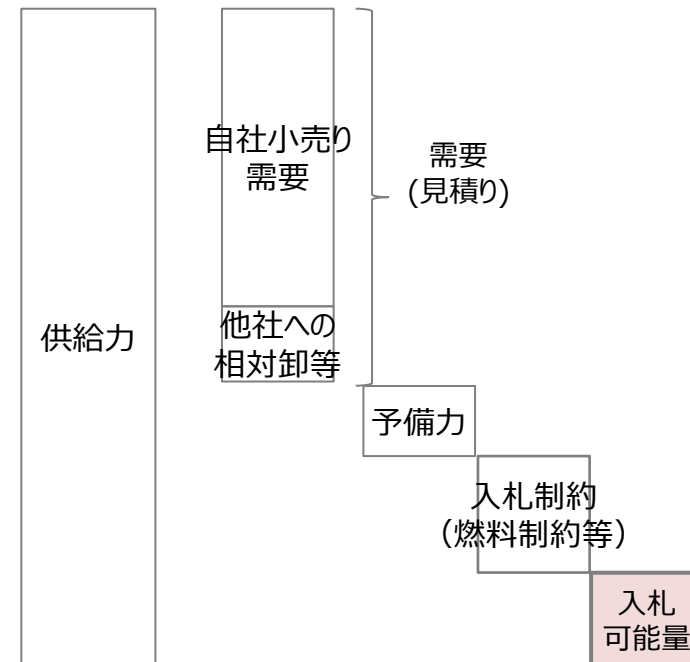 供給力
自社小売り
需要
他社への
相対卸等
需要
(見積り)
予備力
入札制約
（燃料制約等）
入札
可能量